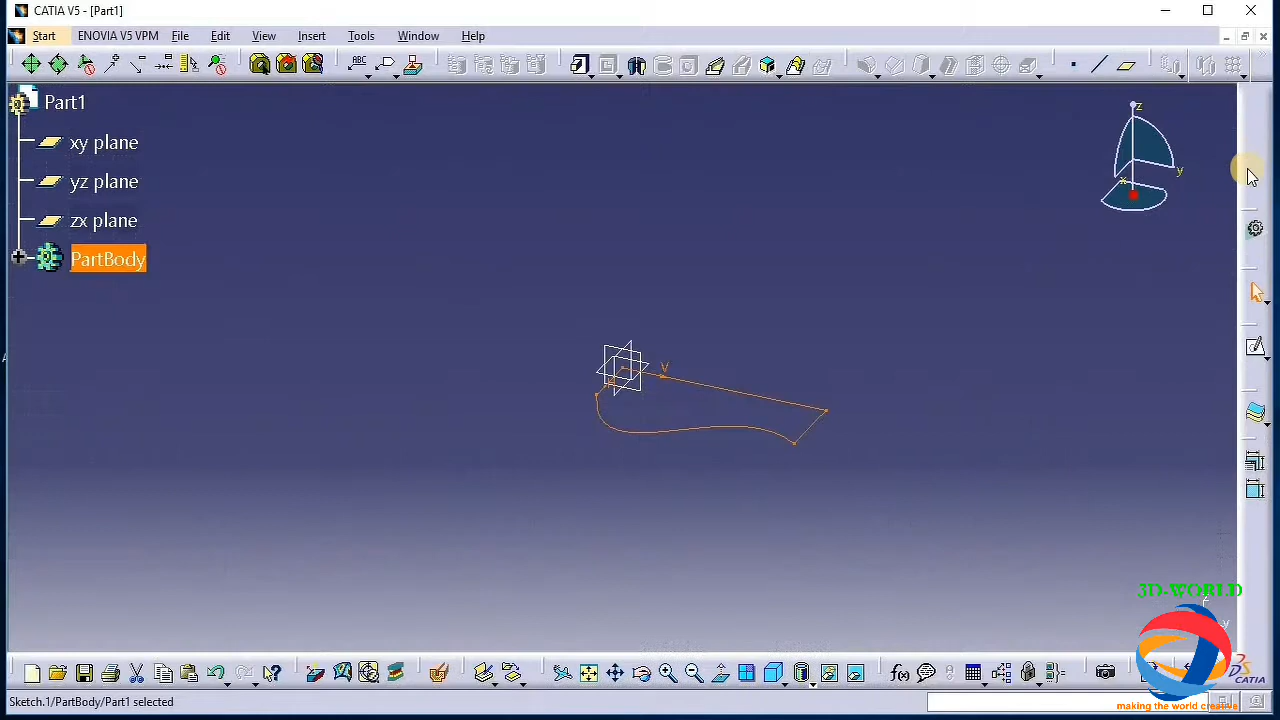 CATIA V5 - [Part1]
Start ENOVIA V5 VPM File Edit View Insert Tools Window Help
ABC
Part1
xy plane
yz plane
zx plane
PartBody
z
y
x
V
3D-WORLD
y
f(x)
CATIA
making the world creative
Sketch.1/PartBody/Part1 selected